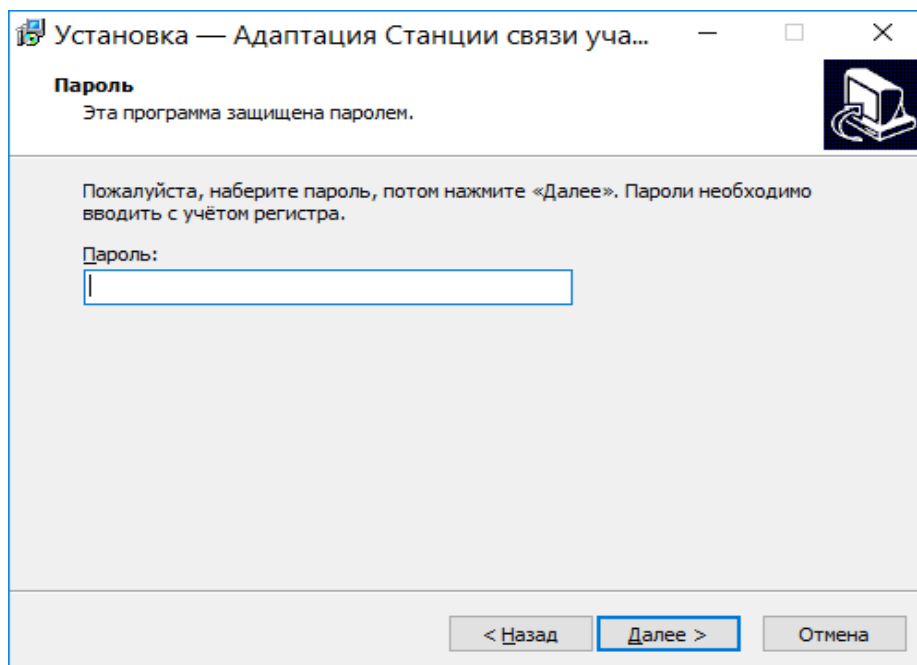 Установка — Адаптация Станции связи уча...
Пароль
Эта программа защищена паролем.
Пожалуйста, наберите пароль, потом нажмите «Далее». Пароли необходимо
вводить с учётом регистра.
Пароль:
< Назад Далее > Отмена